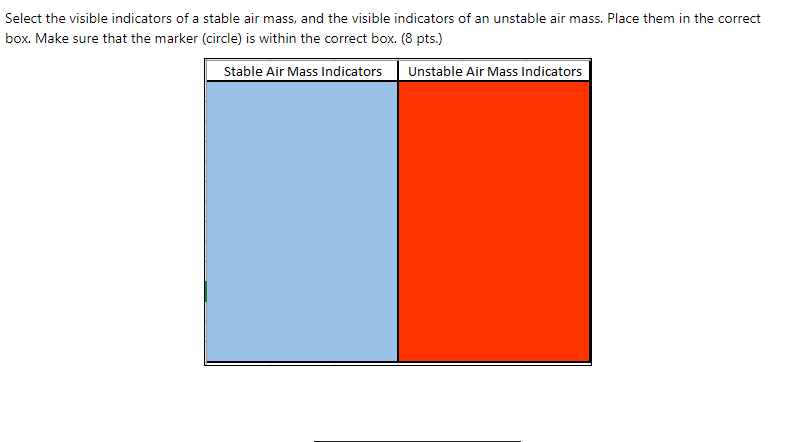 Select the visible indicators of a stable air mass, and the visible indicators of an unstable air mass. Place them in the correct
box. Make sure that the marker (circle) is within the correct box. (8 pts.)
Stable Air Mass Indicators
Unstable Air Mass Indicators